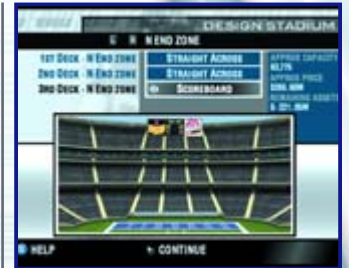 DESIGN STADIUM
N END ZONE
1ST DECK - N END ZONE STRAIGHT ACROSS
2ND DECK - N END ZONE STRAIGHT ACROSS
3RD DECK - N END ZONE SCOREBOARD
APPROX CAPACITY
APPROX PRICE
REMAINING ASSETS
HELP
CONTINUE